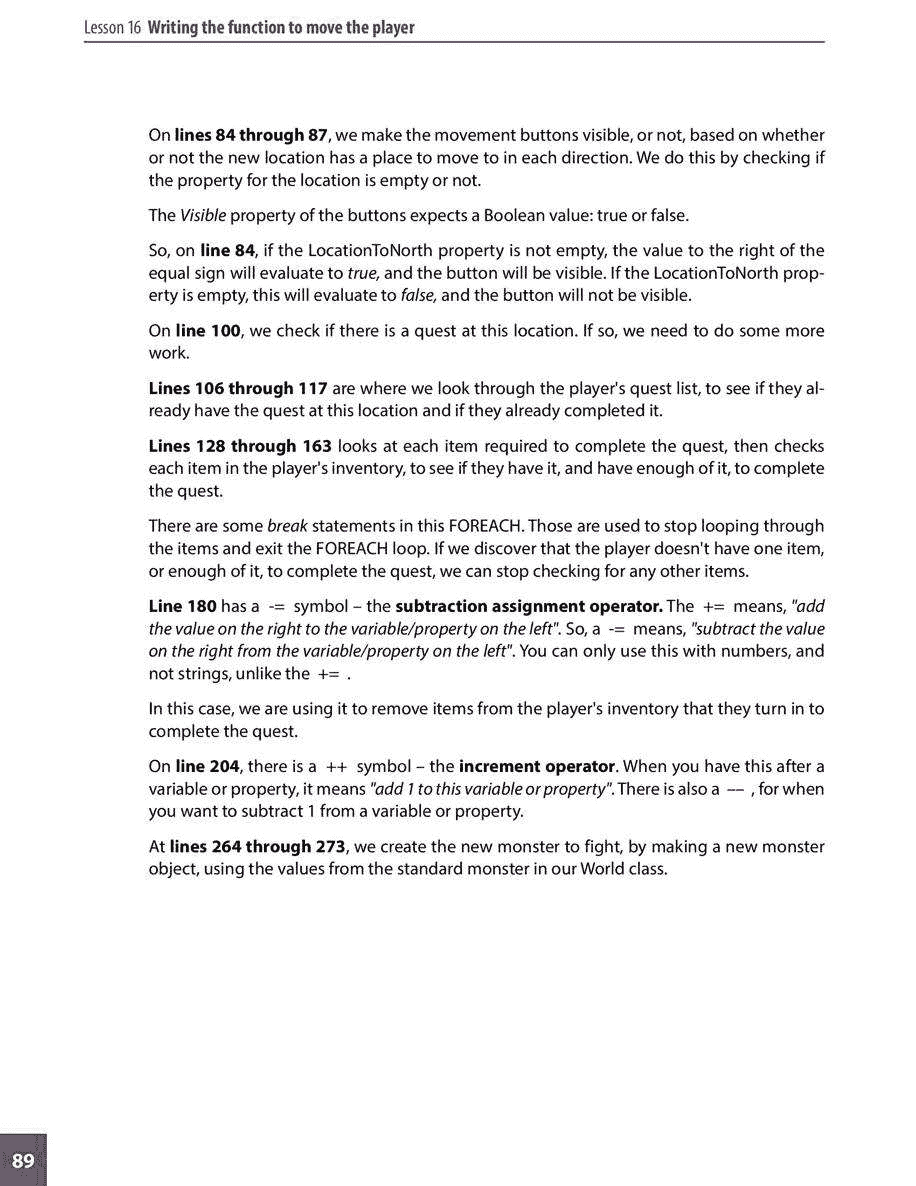 Lesson 16 Writing the function to move the player
On lines 84 through 87, we make the movement buttons visible, or not, based on whether
or not the new location has a place to move to in each direction. We do this by checking if
the property for the location is empty or not.
The Visible property of the buttons expects a Boolean value: true or false.
So, on line 84, if the LocationToNorth property is not empty, the value to the right of the
equal sign will evaluate to true, and the button will be visible. If the LocationToNorth prop-
erty is empty, this will evaluate to false, and the button will not be visible.
On line 100, we check if there is a quest at this location. If so, we need to do some more
work.
Lines 106 through 117 are where we look through the player's quest list, to see if they al-
ready have the quest at this location and if they already completed it.
Lines 128 through 163 looks at each item required to complete the quest, then checks
each item in the player's inventory, to see if they have it, and have enough of it, to complete
the quest.
There are some break statements in this FOREACH. Those are used to stop looping through
the items and exit the FOREACH loop. If we discover that the player doesn't have one item,
or enough of it, to complete the quest, we can stop checking for any other items.
Line 180 has a -= symbol – the subtraction assignment operator. The += means, "add
the value on the right to the variable/property on the left". So, a -= means, "subtract the value
on the right from the variable/property on the left". You can only use this with numbers, and
not strings, unlike the += .
In this case, we are using it to remove items from the player's inventory that they turn in to
complete the quest.
On line 204, there is a ++ symbol – the increment operator. When you have this after a
variable or property, it means "add 1 to this variable or property". There is also a -- , for when
you want to subtract 1 from a variable or property.
At lines 264 through 273, we create the new monster to fight, by making a new monster
object, using the values from the standard monster in our World class.
89